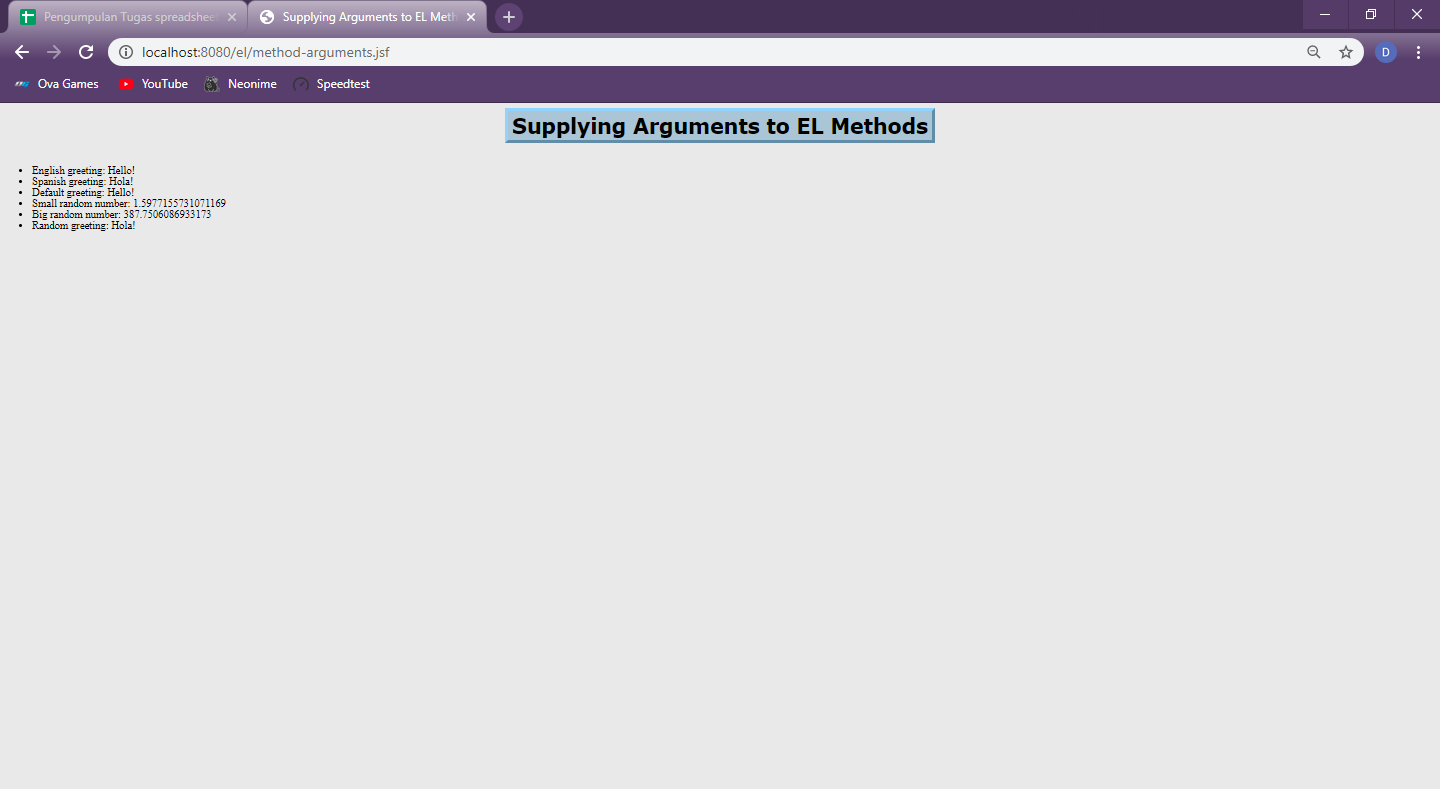 Pengumpulan Tugas spreadsheet
Supplying Arguments to EL Meth
localhost:8080/el/method-arguments.jsf
D
Ova Games
YouTube
Neonime
Speedtest
Supplying Arguments to EL Methods
• English greeting: Hello!
• Spanish greeting: Hola!
• Default greeting: Hello!
• Small random number: 1.5977155731071169
• Big random number: 387.7506086933173
• Random greeting: Hola!